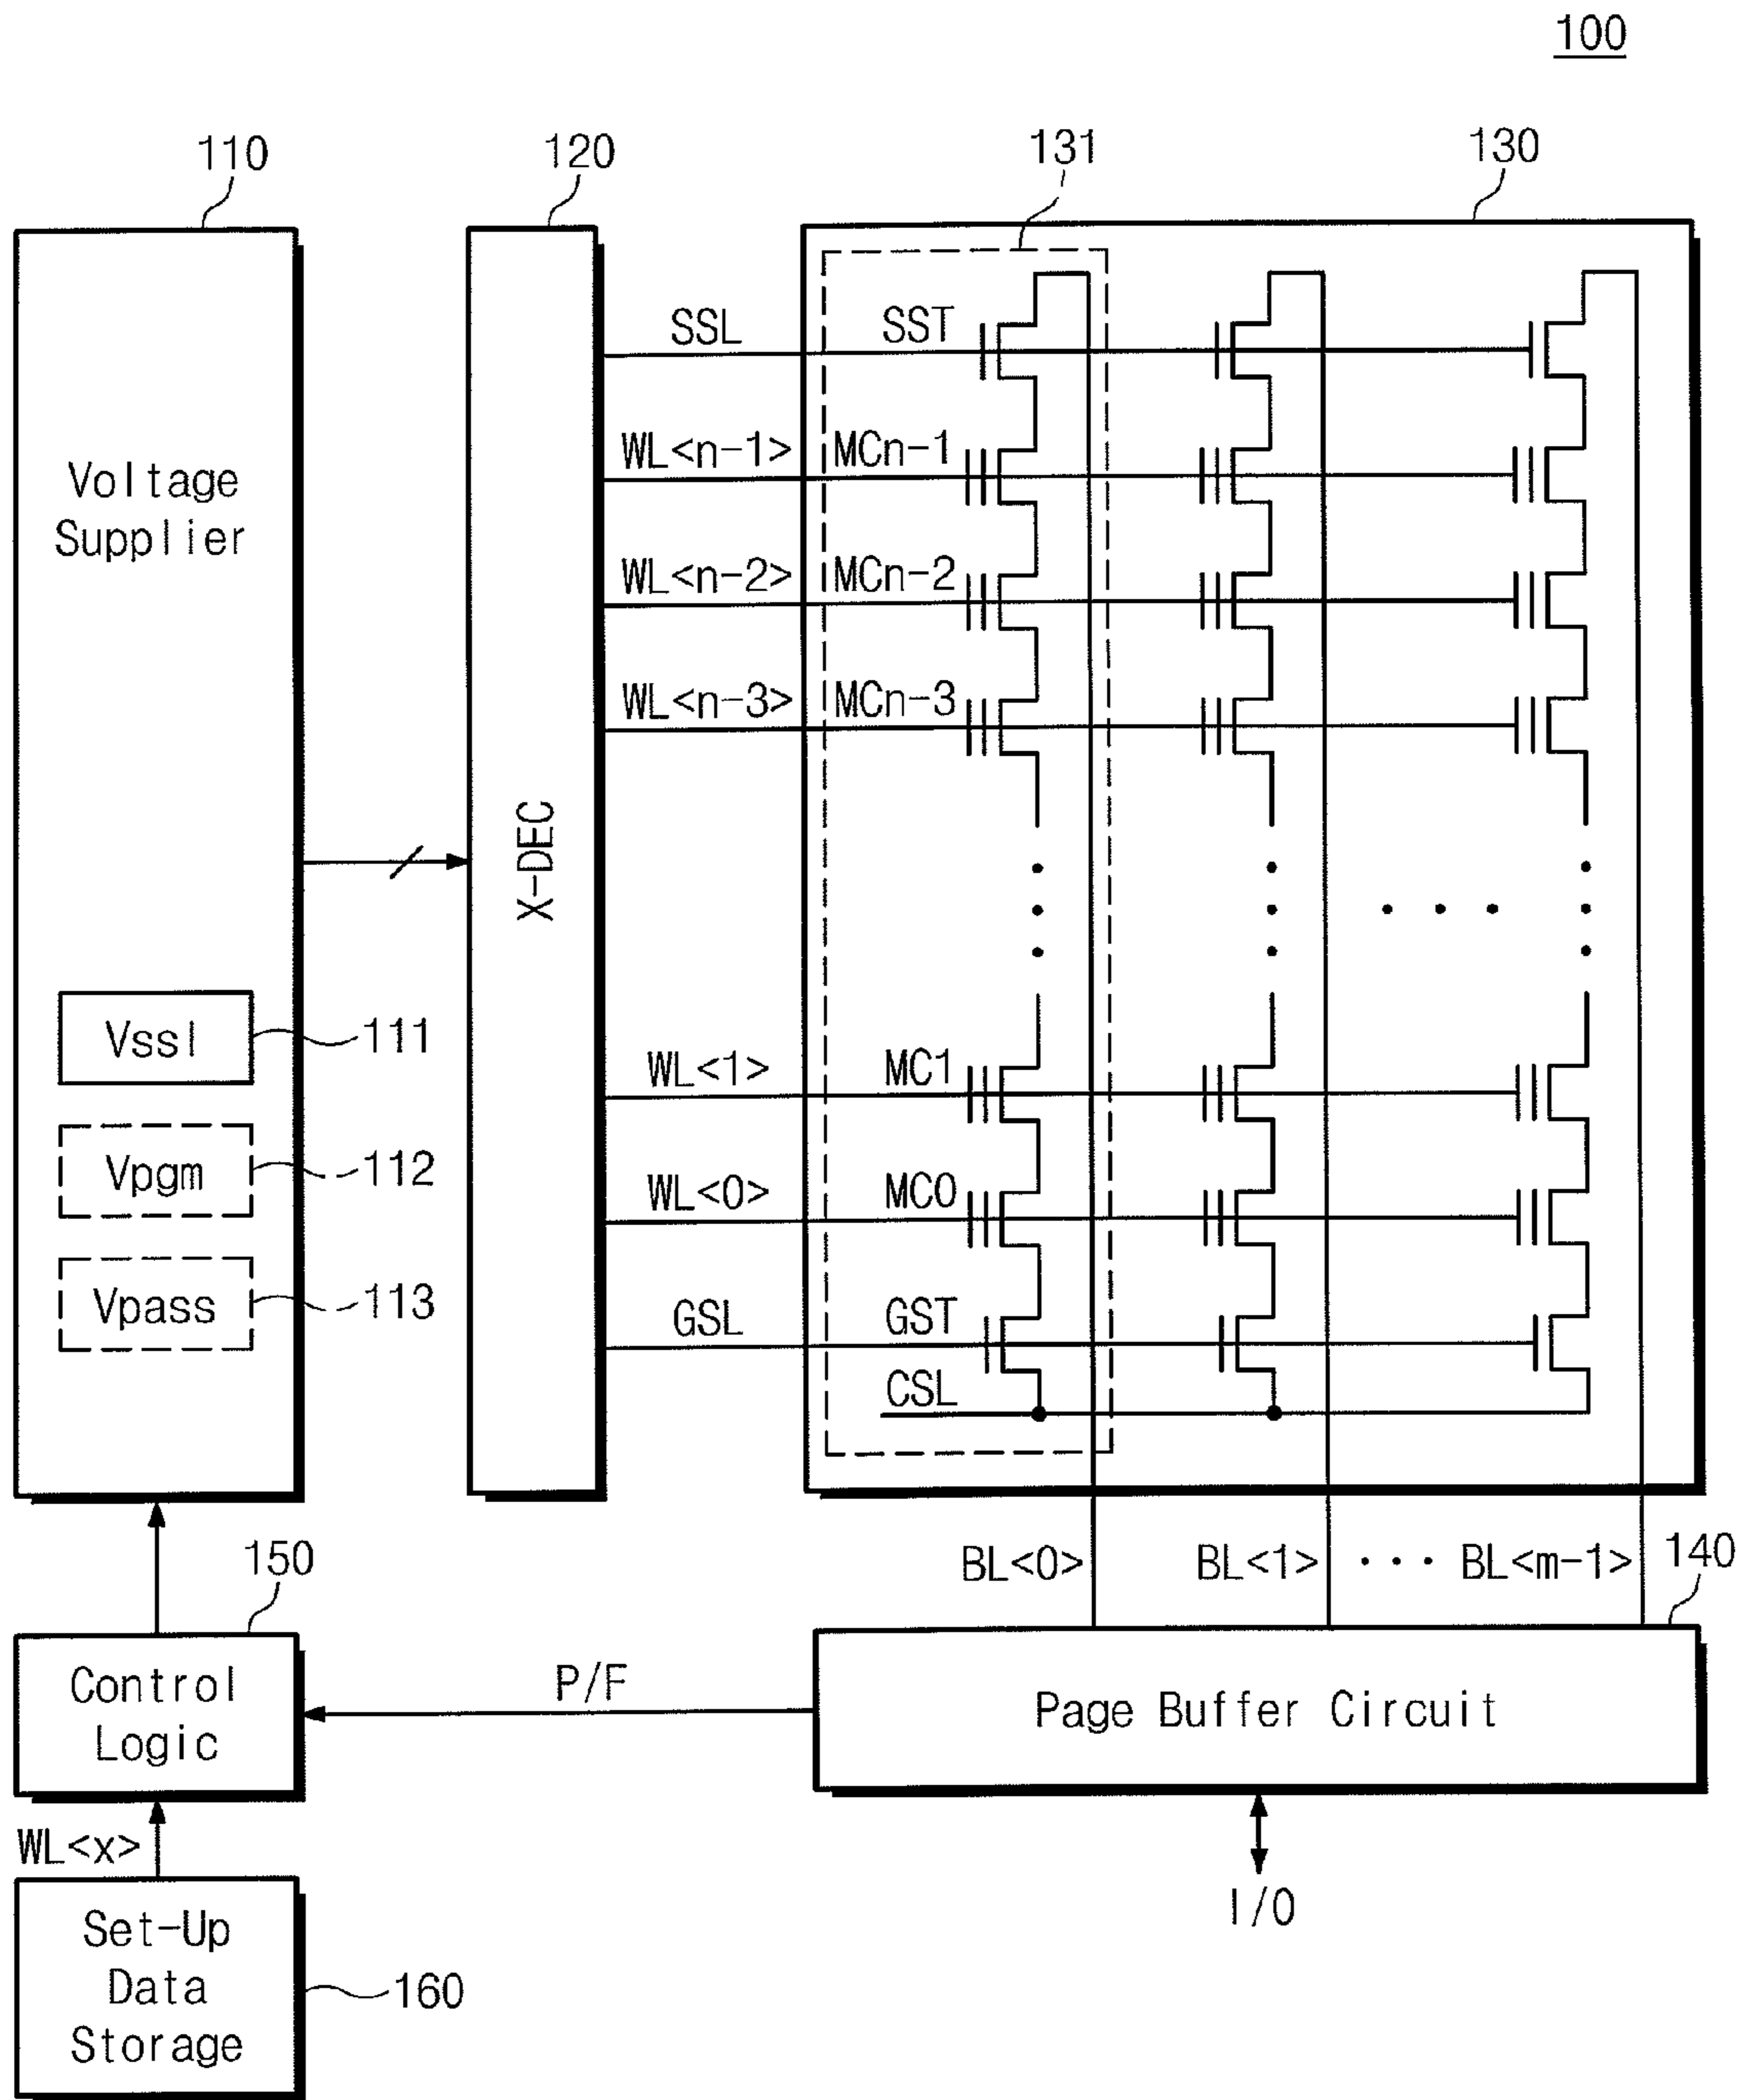 100
110
120
131
130
SSL
SST
WL<n-1>
MCn-1
Voltage
Supplier
WL<n-2>
MCn-2
WL<n-3>
MCn-3
X-DEC
Vssl
111
WL<1>
MC1
Vpgm
112
WL<0>
MC0
Vpass
113
GSL
GST
CSL
150
BL<0>
BL<1>
• • •
BL<m-1>
140
Control
Logic
P/F
Page Buffer Circuit
WL<x>
I/O
Set-Up
Data
Storage
160